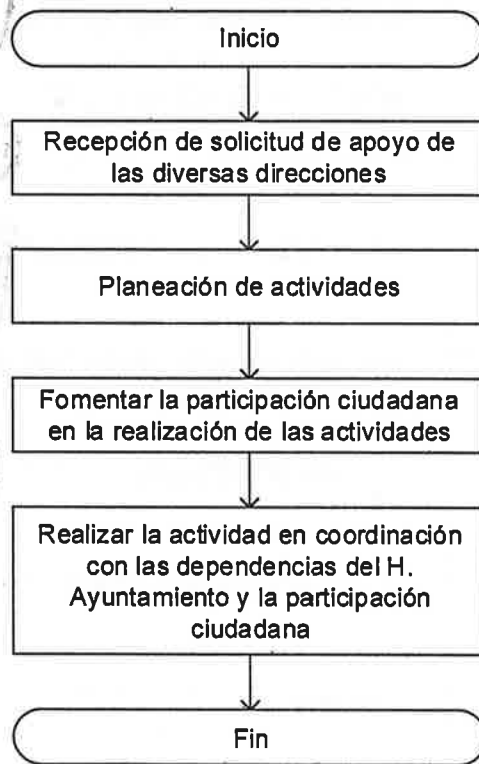 Inicio
Recepción de solicitud de apoyo de
las diversas direcciones
Planeación de actividades
Fomentar la participación ciudadana
en la realización de las actividades
Realizar la actividad en coordinación
con las dependencias del H.
Ayuntamiento y la participación
ciudadana
Fin